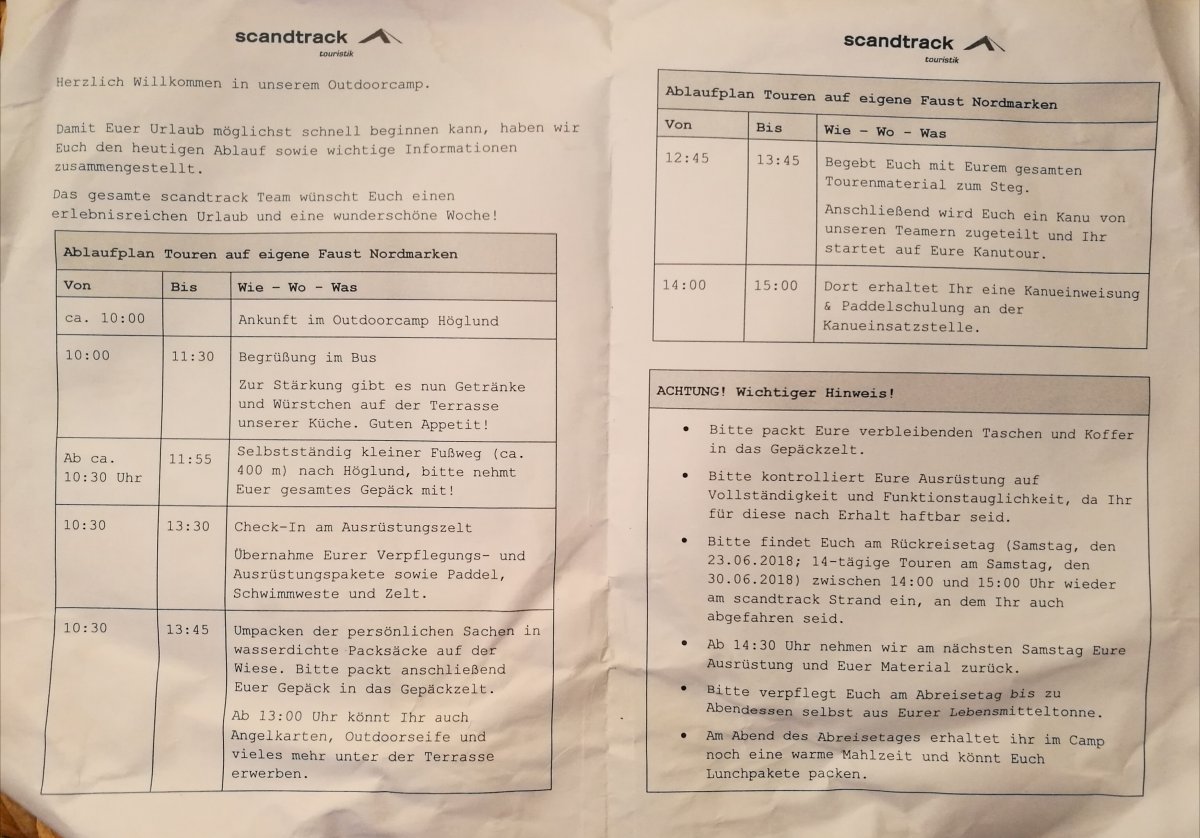 scandtrack
touristik
Herzlich Willkommen in unserem Outdoorcamp.
Damit Euer Urlaub möglichst schnell beginnen kann, haben wir
Euch den heutigen Ablauf sowie wichtige Informationen
zusammengestellt.
Das gesamte scandtrack Team wünscht Euch einen
erlebnisreichen Urlaub und eine wunderschöne Woche!
Ablaufplan Touren auf eigene Faust Nordmarken
Von Bis Wie – Wo – Was
ca. 10:00 Ankunft im Outdoorcamp Höglund
10:00 11:30 Begrüßung im Bus
Zur Stärkung gibt es nun Getränke
und Würstchen auf der Terrasse
unserer Küche. Guten Appetit!
Ab ca. 11:55 Selbstständig kleiner Fußweg (ca.
10:30 Uhr 400 m) nach Höglund, bitte nehmt
Euer gesamtes Gepäck mit!
10:30 13:30 Check-In am Ausrüstungszelt
Übernahme Eurer Verpflegungs- und
Ausrüstungspakete sowie Paddel,
Schwimmweste und Zelt.
10:30 13:45 Umpacken der persönlichen Sachen in
wasserdichte Packsäcke auf der
Wiese. Bitte packt anschließend
Euer Gepäck in das Gepäckzelt.
Ab 13:00 Uhr könnt Ihr auch
Angelkarten, Outdoorseife und
vieles mehr unter der Terrasse
erwerben.
scandtrack
touristik
Ablaufplan Touren auf eigene Faust Nordmarken
Von Bis Wie – Wo – Was
12:45 13:45 Begebt Euch mit Eurem gesamten
Tourenmaterial zum Steg.
Anschließend wird Euch ein Kanu von
unseren Teamern zugeteilt und Ihr
startet auf Eure Kanutour.
14:00 15:00 Dort erhaltet Ihr eine Kanueinweisung
& Paddelschulung an der
Kanueinsatzstelle.
ACHTUNG! Wichtiger Hinweis!
• Bitte packt Eure verbleibenden Taschen und Koffer
in das Gepäckzelt.
• Bitte kontrolliert Eure Ausrüstung auf
Vollständigkeit und Funktionstauglichkeit, da Ihr
für diese nach Erhalt haftbar seid.
• Bitte findet Euch am Rückreisetag (Samstag, den
23.06.2018; 14-tägige Touren am Samstag, den
30.06.2018) zwischen 14:00 und 15:00 Uhr wieder
am scandtrack Strand ein, an dem Ihr auch
abgefahren seid.
• Ab 14:30 Uhr nehmen wir am nächsten Samstag Eure
Ausrüstung und Euer Material zurück.
• Bitte verpflegt Euch am Abreisetag bis zu
Abendessen selbst aus Eurer Lebensmitteltonne.
• Am Abend des Abreisetages erhaltet ihr im Camp
noch eine warme Mahlzeit und könnt Euch
Lunchpakete packen.